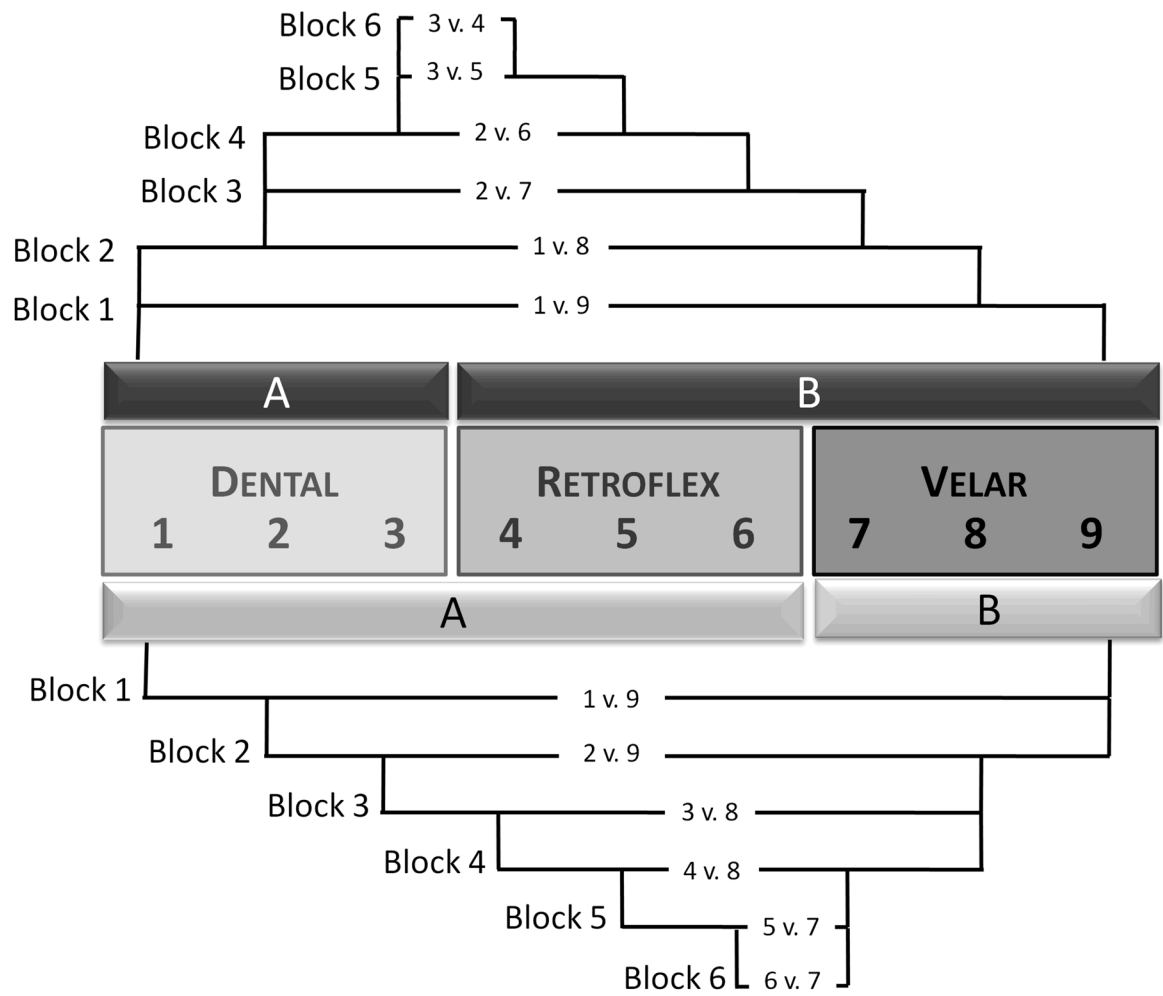 Block 6 3 v. 4
Block 5 3 v. 5
Block 4 2 v. 6
Block 3 2 v. 7
Block 2 1 v. 8
Block 1 1 v. 9
A B
DENTAL RETROFLEX VELAR
1 2 3 4 5 6 7 8 9
A B
Block 1 1 v. 9
Block 2 2 v. 9
Block 3 3 v. 8
Block 4 4 v. 8
Block 5 5 v. 7
Block 6 6 v. 7